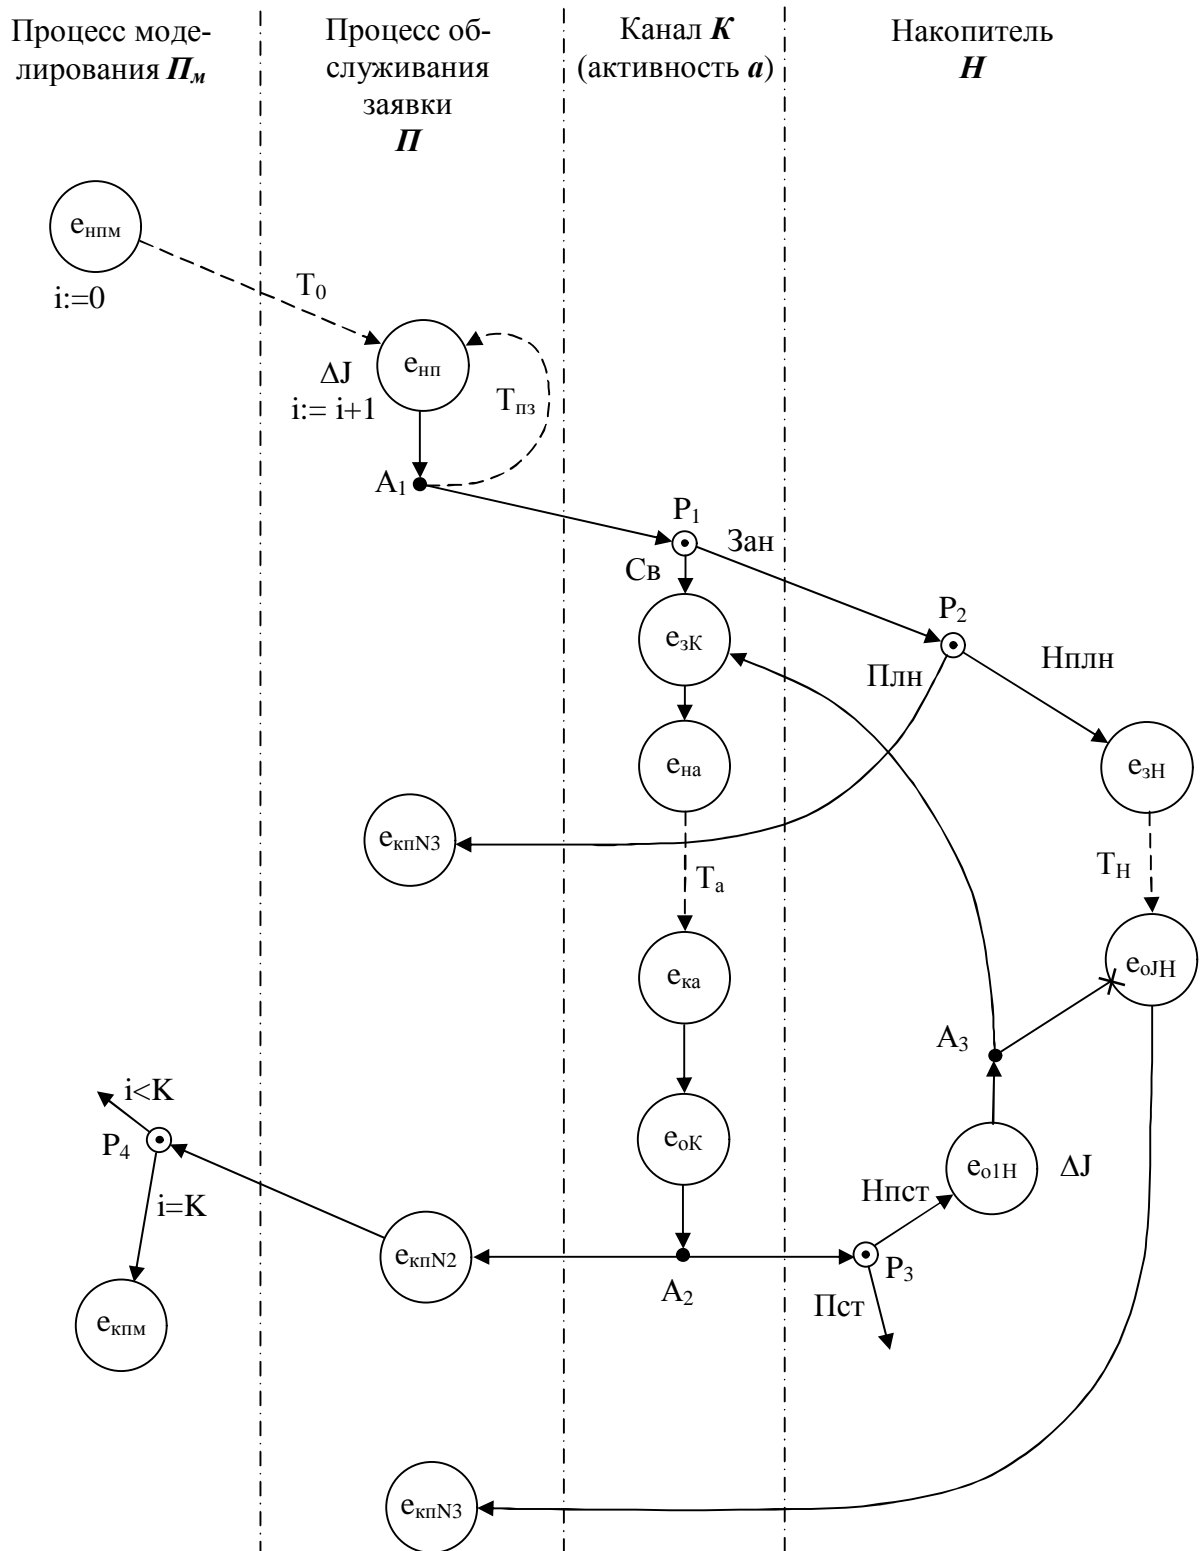 Процесс моде-
лирования Пм
Процесс об-
служивания
заявки
П
Канал К
(активность а)
Накопитель
Н
eнпм
i:=0
T0
eнп
ΔJ
i:= i+1
Tпз
A1
P1
Зан
Св
P2
eзК
Плн
Нплн
eна
eзН
eкпN3
Tа
TН
eка
eоJН
A3
i<K
P4
eоК
eо1Н
ΔJ
Нпст
i=K
eкпN2
A2
P3
Пст
eкпм
eкпN3